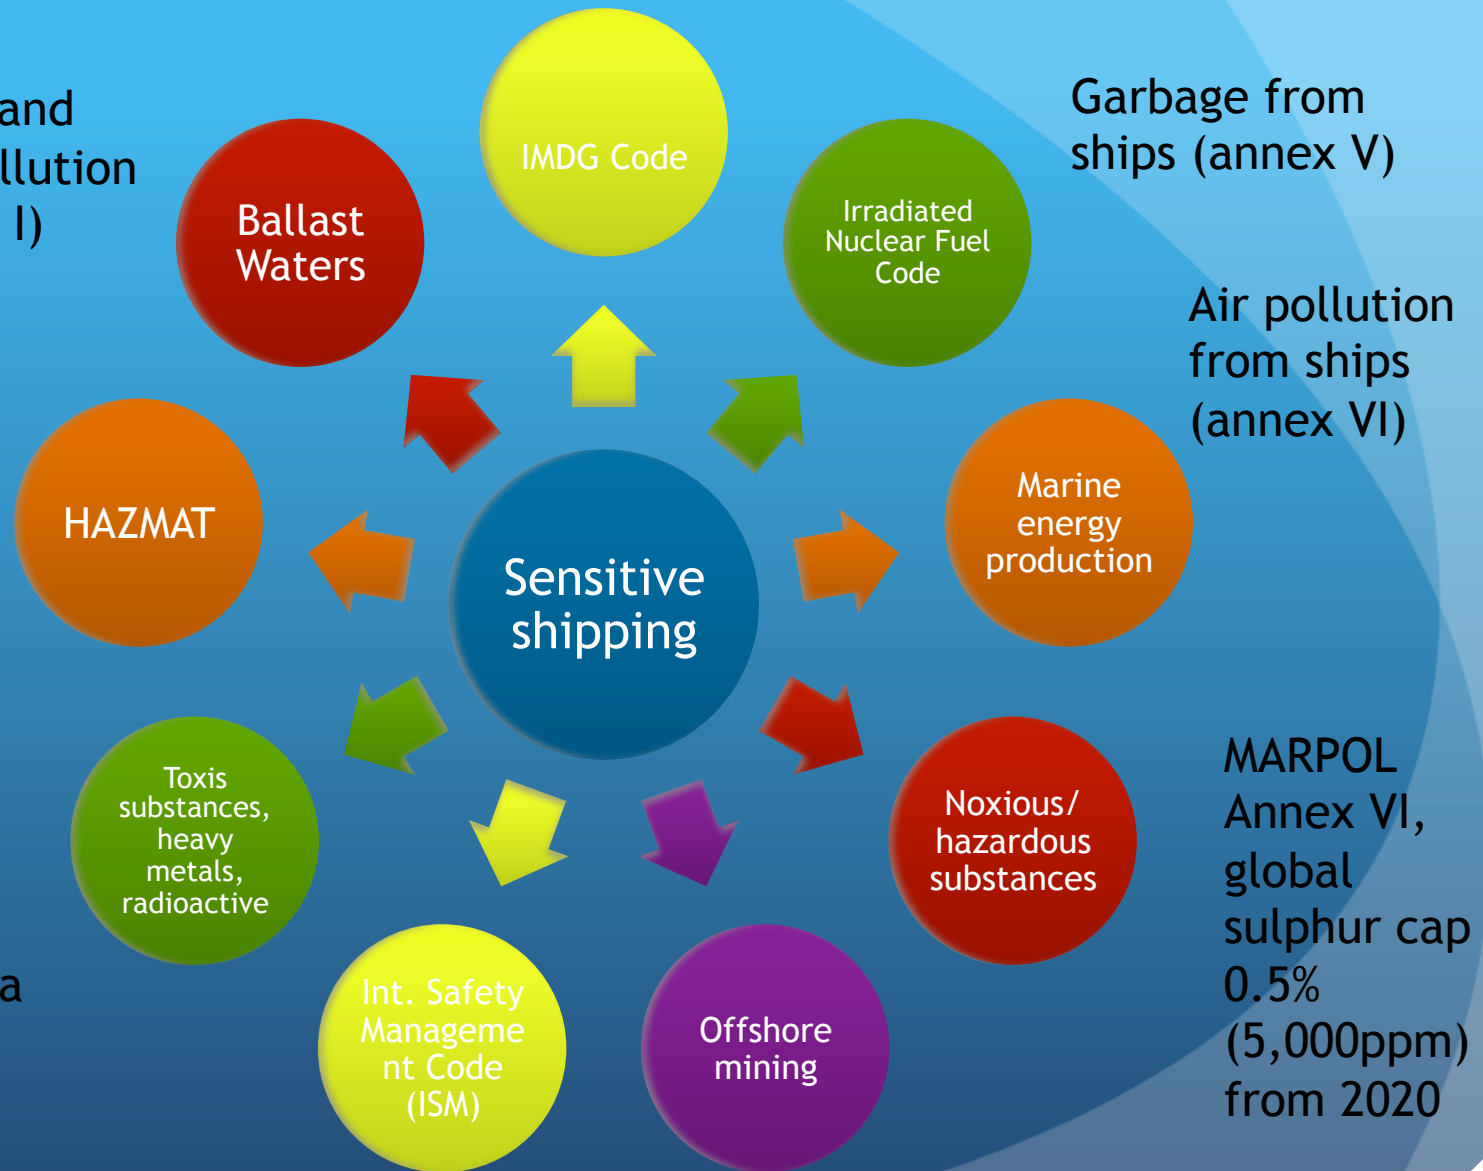 and
llution
I)
IMDG Code
Garbage from
ships (annex V)
Ballast
Waters
Irradiated
Nuclear Fuel
Code
Air pollution
from ships
(annex VI)
HAZMAT
Marine
energy
production
Sensitive
shipping
Toxis
substances,
heavy
metals,
radioactive
Noxious/
hazardous
substances
MARPOL
Annex VI,
global
sulphur cap
0.5%
(5,000ppm)
from 2020
a
Int. Safety
Manageme
nt Code
(ISM)
Offshore
mining